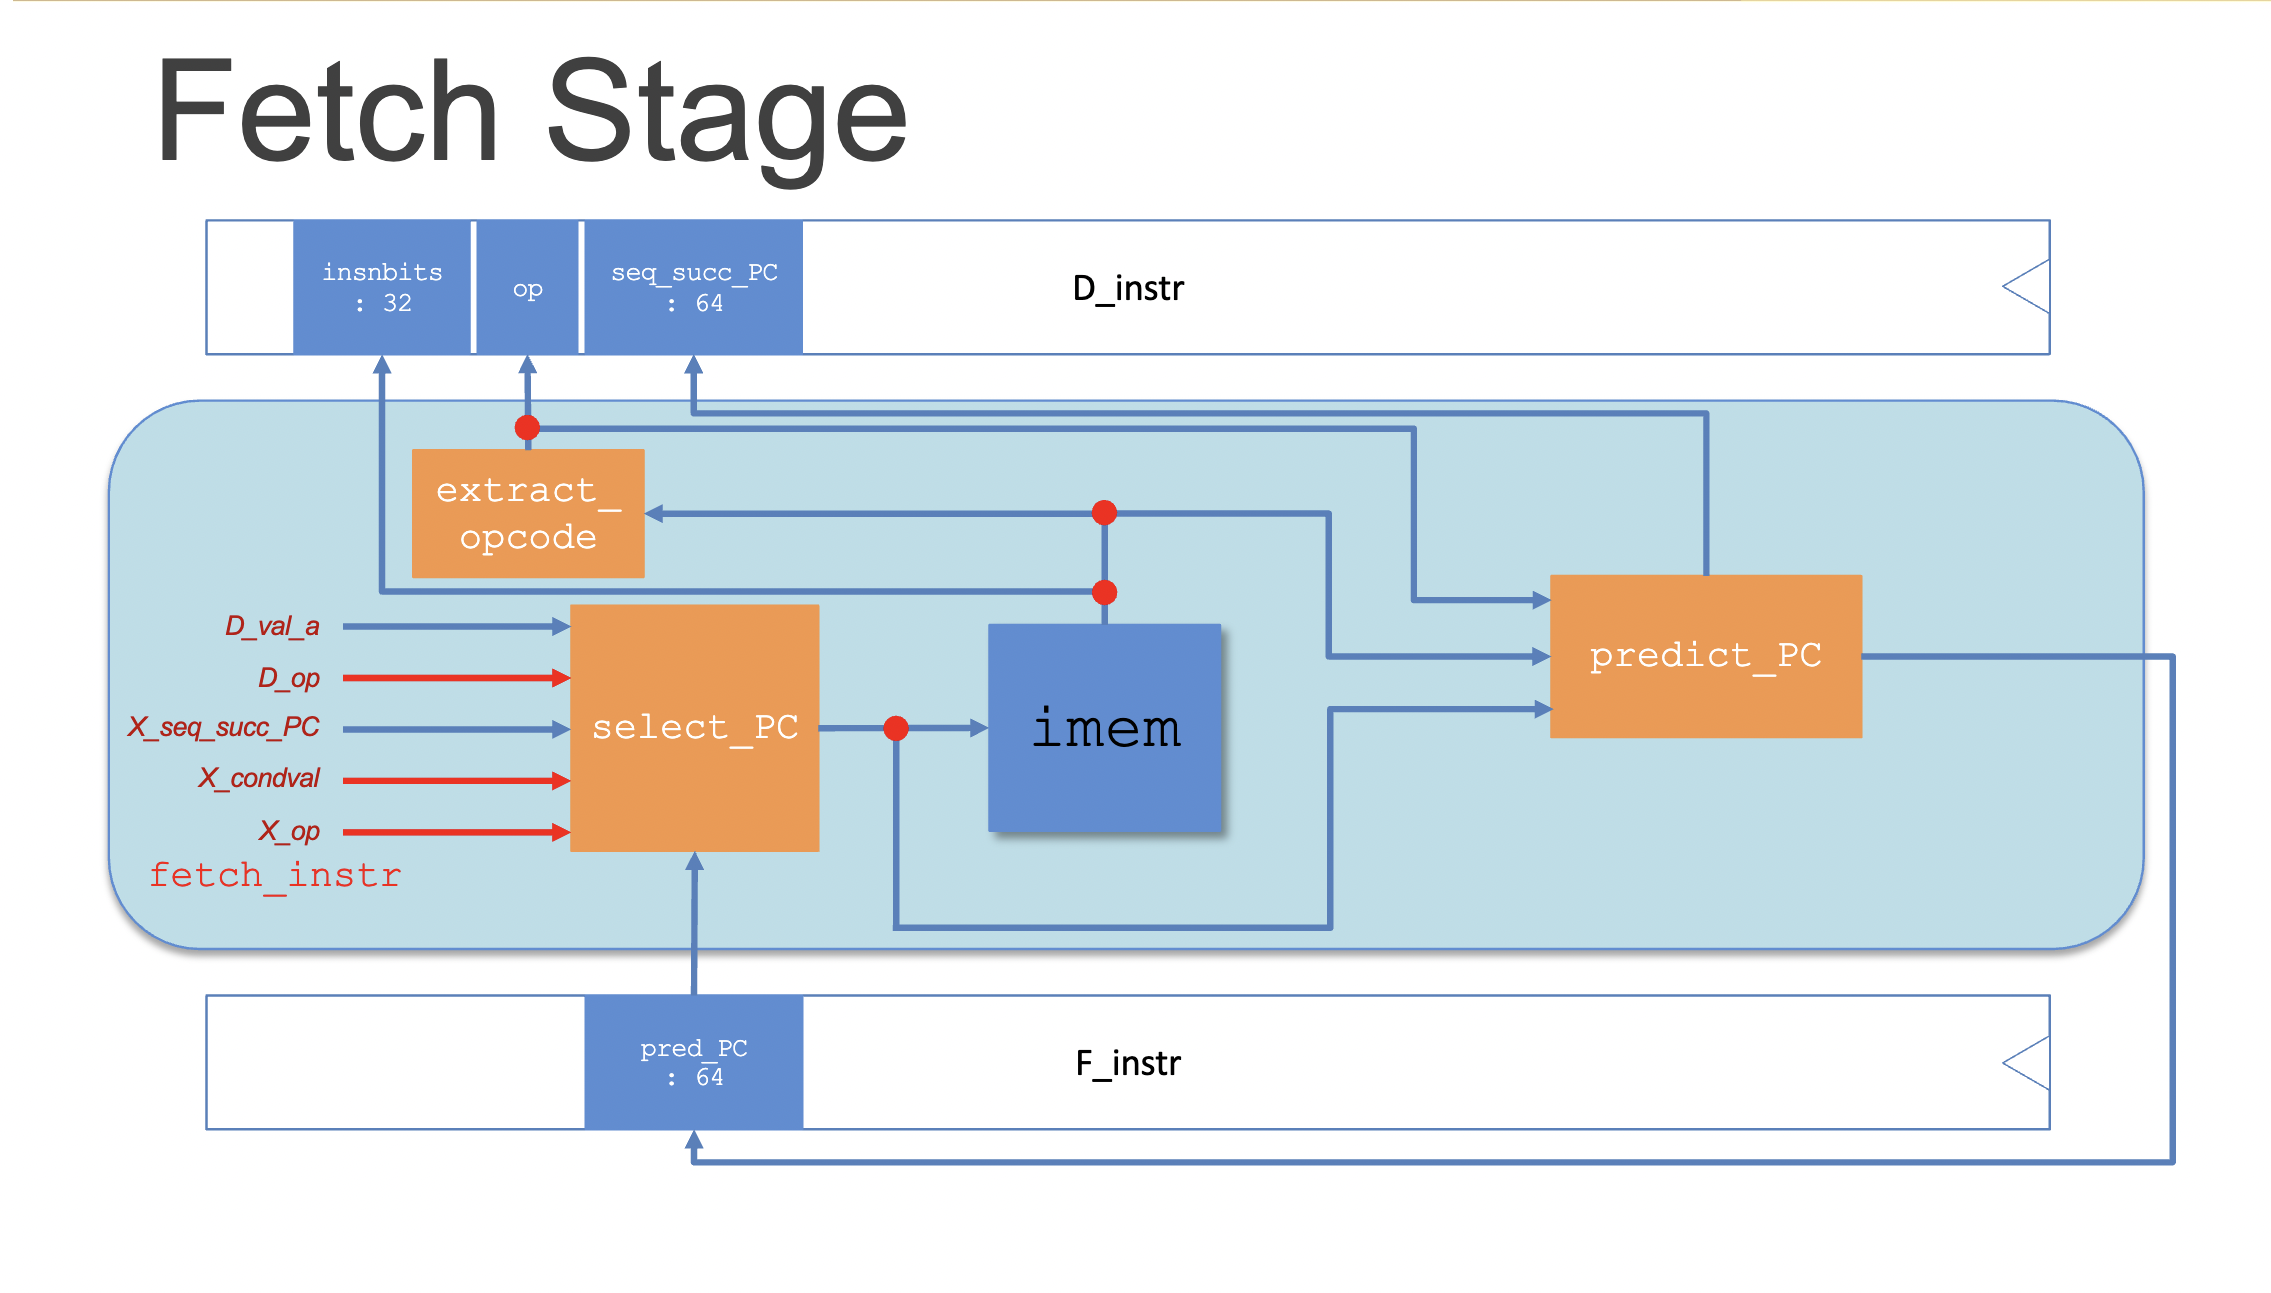 Fetch Stage
insnbits
: 32
op
seq_succ_PC
: 64
D_instr
extract_
opcode
D_val_a
D_op
X_seq_succ_PC
X_condval
X_op
fetch_instr
select_PC
imem
predict_PC
pred_PC
: 64
F_instr